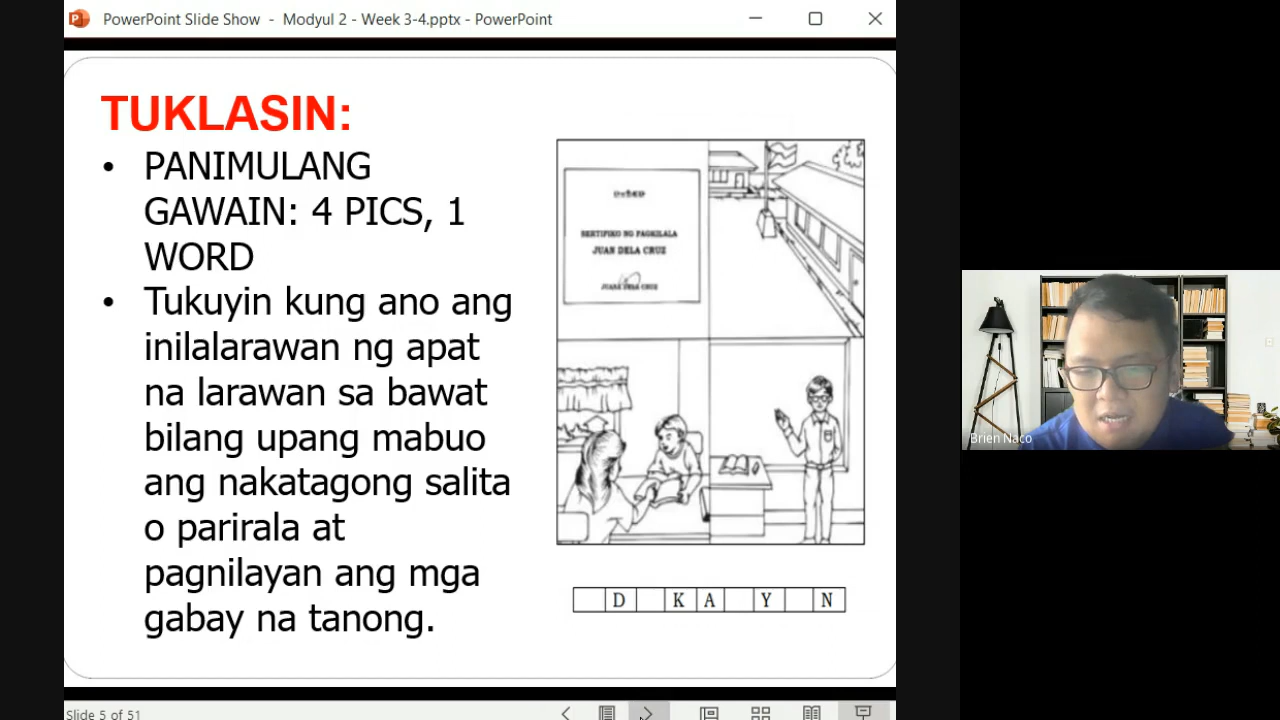 PowerPoint Slide Show - Modyul 2 - Week 3-4.pptx - PowerPoint
TUKLASIN:
• PANIMULANG
GAWAIN: 4 PICS, 1
WORD
• Tukuyin kung ano ang
inilalarawan ng apat
na larawan sa bawat
bilang upang mabuo
ang nakatagong salita
o parirala at
pagnilayan ang mga
gabay na tanong.
SERTIPIKO NG PAGKILALA
JUAN DELA CRUZ
DELA CRUZ
D K A Y N
Brien Naco
Slide 5 of 51